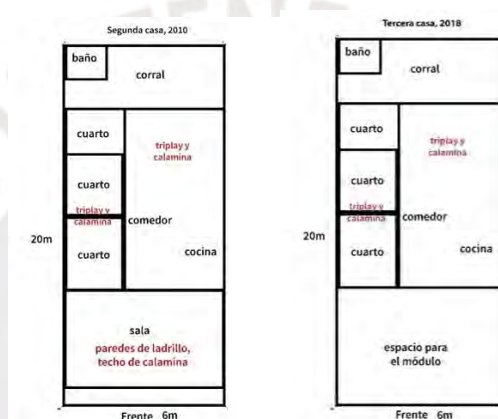 Segunda casa, 2010
baño
corral
cuarto
triplay y
calamina
cuarto
triplay y
calamina
comedor
cuarto
cocina
20m
sala
paredes de ladrillo,
techo de calamina
Frente 6m
Tercera casa, 2018
baño
corral
cuarto
triplay y
calamina
cuarto
triplay y
calamina
comedor
cuarto
cocina
20m
espacio para
el módulo
Frente 6m